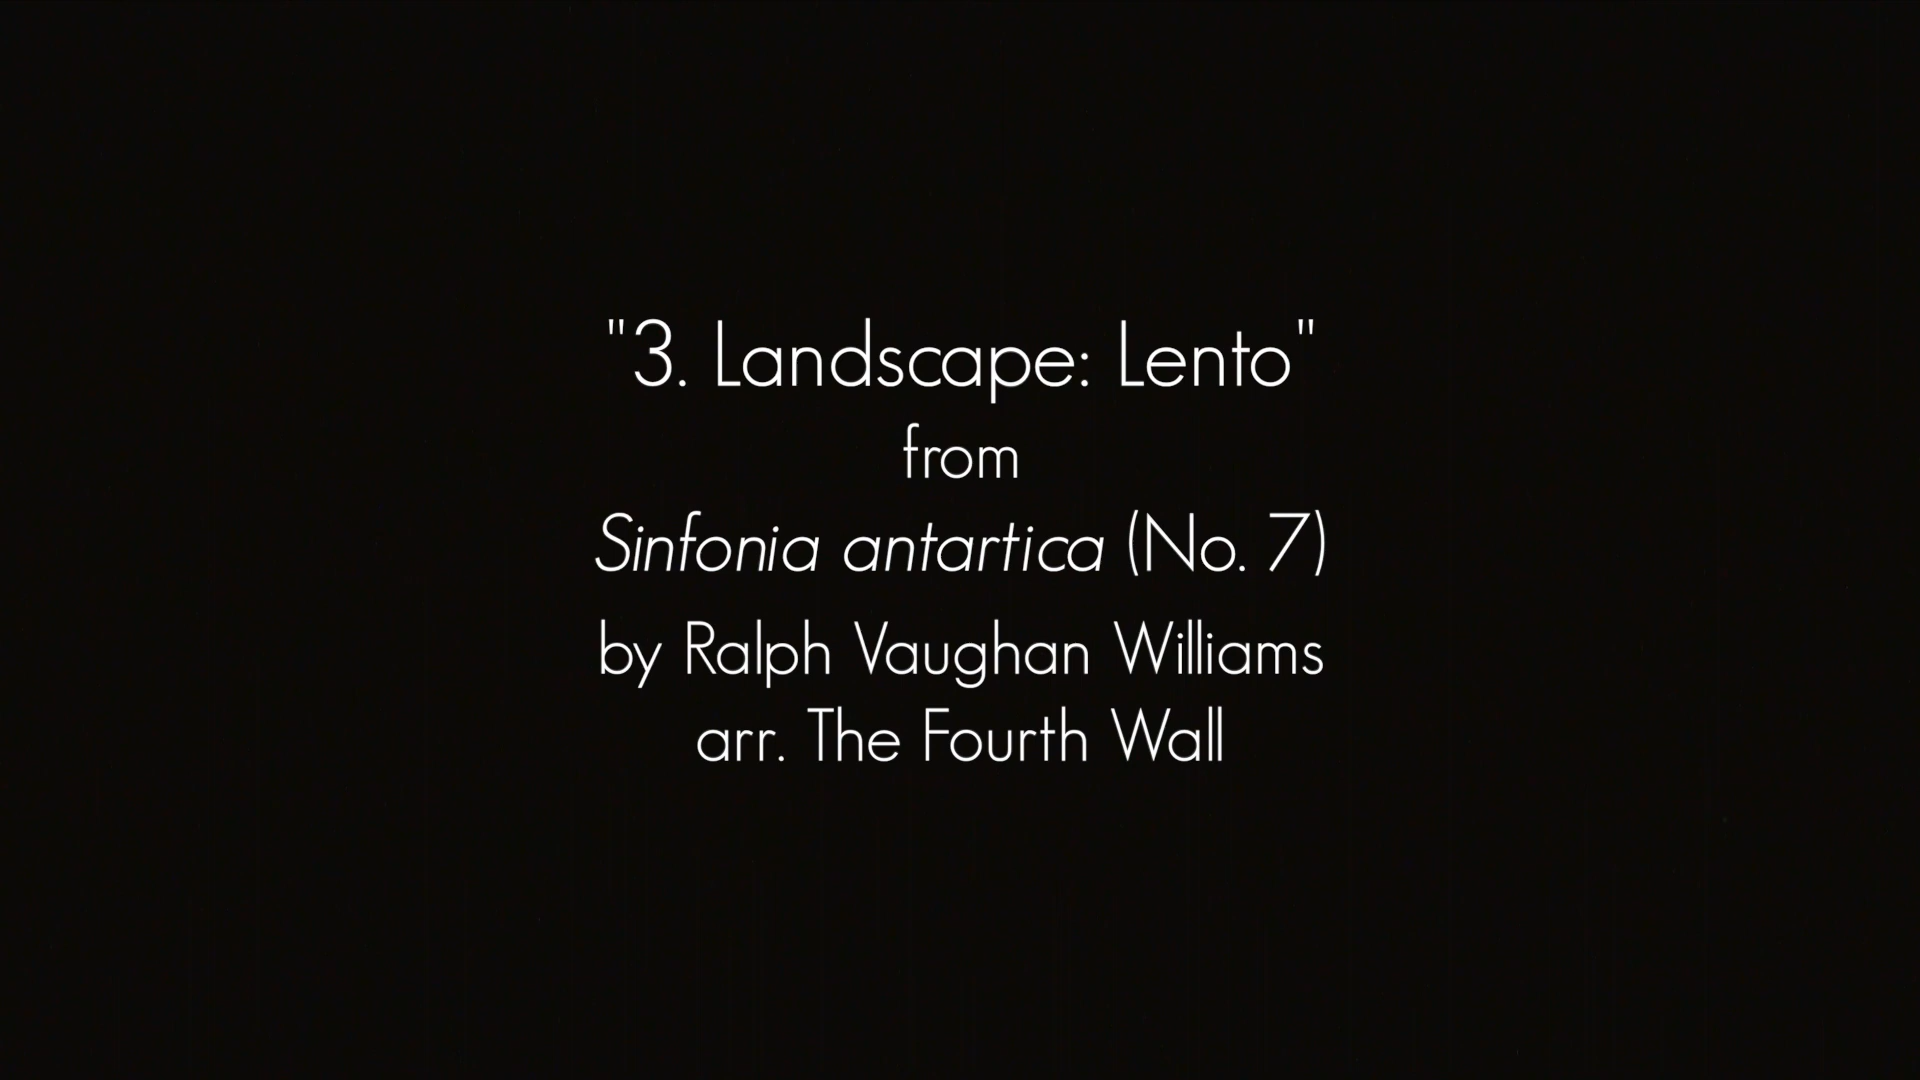 "3. Landscape: Lento"
from
Sinfonia antartica (No. 7)
by Ralph Vaughan Williams
arr. The Fourth Wall